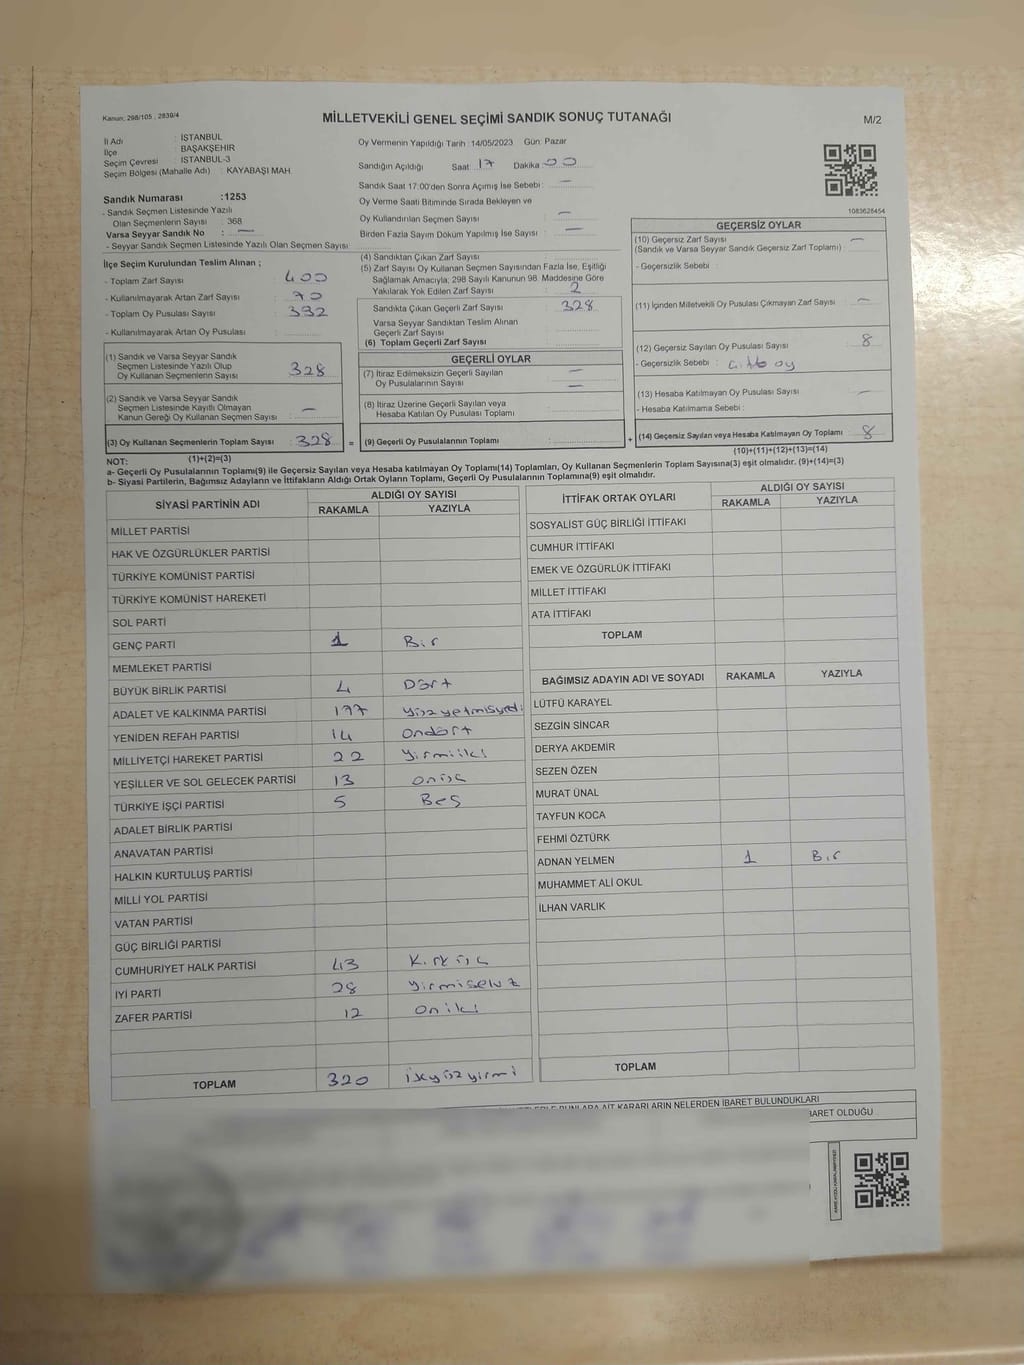 Kanun: 298/105 , 2839/4
MİLLETVEKİLİ GENEL SEÇİMİ SANDIK SONUÇ TUTANAĞI
M/2
İl Adı : İSTANBUL
İlçe : BAŞAKŞEHİR
Seçim Çevresi : İSTANBUL-3
Seçim Bölgesi (Mahalle Adı) : KAYABAŞI MAH.
Oy Vermenin Yapıldığı Tarih : 14/05/2023 Gün: Pazar
Sandığın Açıldığı Saat: 17 Dakika 00
Sandık Saat 17:00'den Sonra Açımış İse Sebebi : —
Oy Verme Saati Bitiminde Sırada Bekleyen ve
Oy Kullandırılan Seçmen Sayısı : —
Birden Fazla Sayım Döküm Yapılmış İse Sayısı : —
Sandık Numarası :1253
- Sandık Seçmen Listesinde Yazılı
Olan Seçmenlerin Sayısı : 368
Varsa Seyyar Sandık No : —
- Seyyar Sandık Seçmen Listesinde Yazılı Olan Seçmen Sayısı:
1083628454
İlçe Seçim Kurulundan Teslim Alınan ;
- Toplam Zarf Sayısı : 400
- Kullanılmayarak Artan Zarf Sayısı : 70
- Toplam Oy Pusulası Sayısı : 392
- Kullanılmayarak Artan Oy Pusulası :
(1) Sandık ve Varsa Seyyar Sandık
Seçmen Listesinde Yazılı Olup
Oy Kullanan Seçmenlerin Sayısı : 328
(2) Sandık ve Varsa Seyyar Sandık
Seçmen Listesinde Kayıtlı Olmayan
Kanun Gereği Oy Kullanan Seçmen Sayısı : —
(3) Oy Kullanan Seçmenlerin Toplam Sayısı : 328 =
(1)+(2)=(3)
(4) Sandıktan Çıkan Zarf Sayısı :
(5) Zarf Sayısı Oy Kullanan Seçmen Sayısından Fazla İse, Eşitliği
Sağlamak Amacıyla; 298 Sayılı Kanunun 98. Maddesine Göre
Yakılarak Yok Edilen Zarf Sayısı : 2
Sandıkta Çıkan Geçerli Zarf Sayısı : 328
Varsa Seyyar Sandıktan Teslim Alınan
Geçerli Zarf Sayısı :
(6) Toplam Geçerli Zarf Sayısı :
GEÇERLİ OYLAR
(7) İtiraz Edilmeksizin Geçerli Sayılan —
Oy Pusulalarının Sayısı : —
(8) İtiraz Üzerine Geçerli Sayılan veya
Hesaba Katılan Oy Pusulası Toplamı :
(9) Geçerli Oy Pusulalarının Toplamı : +
GEÇERSİZ OYLAR
(10) Geçersiz Zarf Sayısı : —
(Sandık ve Varsa Seyyar Sandık Geçersiz Zarf Toplamı)
- Geçersizlik Sebebi :
(11) İçinden Milletvekili Oy Pusulası Çıkmayan Zarf Sayısı : —
(12) Geçersiz Sayılan Oy Pusulası Sayısı : 8
- Geçersizlik Sebebi : oy
(13) Hesaba Katılmayan Oy Pusulası Sayısı : —
- Hesaba Katılmama Sebebi :
(14) Geçersiz Sayılan veya Hesaba Katılmayan Oy Toplamı : 8
(10)+(11)+(12)+(13)=(14)
NOT:
a- Geçerli Oy Pusulalarının Toplamı(9) ile Geçersiz Sayılan veya Hesaba katılmayan Oy Toplamı(14) Toplamları, Oy Kullanan Seçmenlerin Toplam Sayısına(3) eşit olmalıdır. (9)+(14)=(3)
b- Siyasi Partilerin, Bağımsız Adayların ve İttifakların Aldığı Ortak Oyların Toplamı, Geçerli Oy Pusulalarının Toplamına(9) eşit olmalıdır.
SİYASİ PARTİNİN ADI ALDIĞI OY SAYISI
RAKAMLA YAZIYLA
MİLLET PARTİSİ
HAK VE ÖZGÜRLÜKLER PARTİSİ
TÜRKİYE KOMÜNİST PARTİSİ
TÜRKİYE KOMÜNİST HAREKETİ
SOL PARTİ
GENÇ PARTİ 1 Bir
MEMLEKET PARTİSİ
BÜYÜK BİRLİK PARTİSİ 4 Dört
ADALET VE KALKINMA PARTİSİ 177 yüzyetmişyedi
YENİDEN REFAH PARTİSİ 14 ondört
MİLLİYETÇİ HAREKET PARTİSİ 22 yirmiiki
YEŞİLLER VE SOL GELECEK PARTİSİ 13 onüç
TÜRKİYE İŞÇİ PARTİSİ 5 Beş
ADALET BİRLİK PARTİSİ
ANAVATAN PARTİSİ
HALKIN KURTULUŞ PARTİSİ
MİLLİ YOL PARTİSİ
VATAN PARTİSİ
GÜÇ BİRLİĞİ PARTİSİ
CUMHURİYET HALK PARTİSİ 43 Kırküç
İYİ PARTİ 28 yirmisekiz
ZAFER PARTİSİ 12 oniki
TOPLAM 320 yirmi
İTTİFAK ORTAK OYLARI ALDIĞI OY SAYISI
RAKAMLA YAZIYLA
SOSYALİST GÜÇ BİRLİĞİ İTTİFAKI
CUMHUR İTTİFAKI
EMEK VE ÖZGÜRLÜK İTTİFAKI
MİLLET İTTİFAKI
ATA İTTİFAKI
TOPLAM
BAĞIMSIZ ADAYIN ADI VE SOYADI RAKAMLA YAZIYLA
LÜTFÜ KARAYEL
SEZGİN SİNCAR
DERYA AKDEMİR
SEZEN ÖZEN
MURAT ÜNAL
TAYFUN KOCA
FEHMİ ÖZTÜRK
ADNAN YELMEN 1 Bir
MUHAMMET ALİ OKUL
İLHAN VARLIK
TOPLAM
BUNLARA AİT KARARLARIN NELERDEN İBARET BULUNDUKLARI
İBARET OLDUĞU